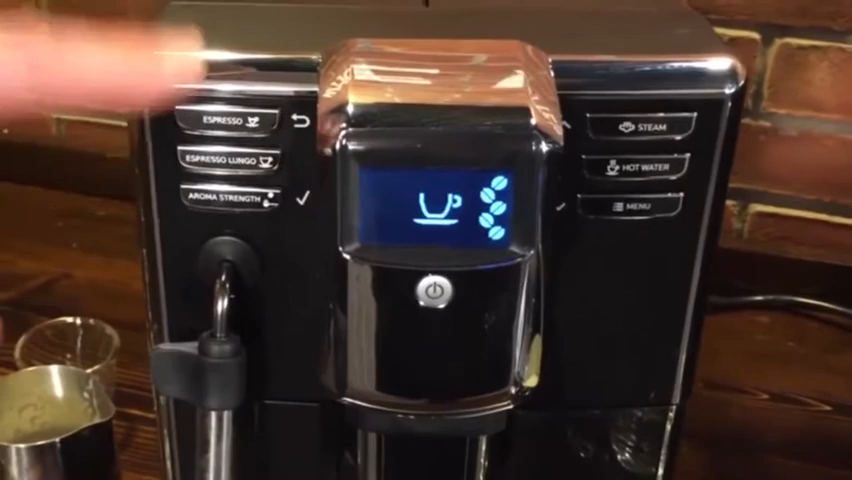 ESPRESSO
ESPRESSO LUNGO
AROMA STRENGTH
STEAM
HOT WATER
MENU